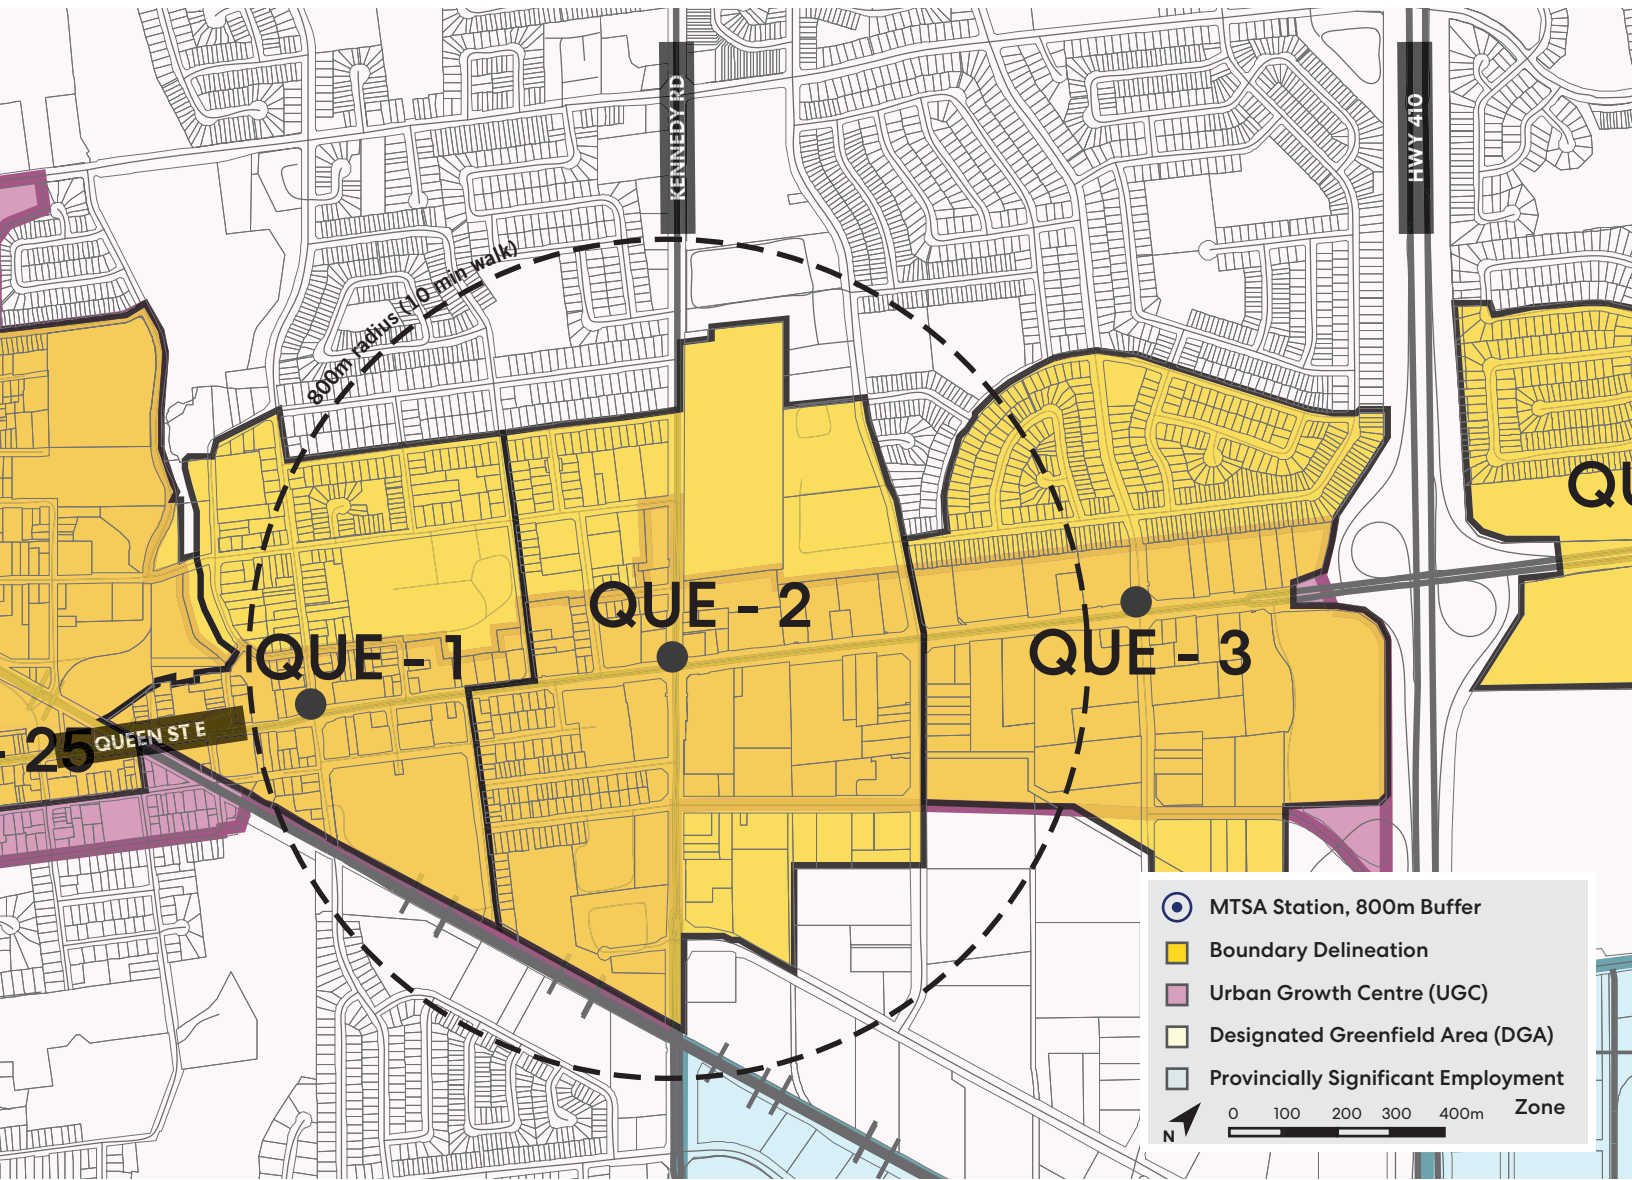 KENNEDY RD
HWY 410
800m radius (10 min walk)
QU
QUE - 2
QUE - 1
QUE - 3
- 25
QUEEN ST E
MTSA Station, 800m Buffer
Boundary Delineation
Urban Growth Centre (UGC)
Designated Greenfield Area (DGA)
Provincially Significant Employment
Zone
0 100 200 300 400m
N